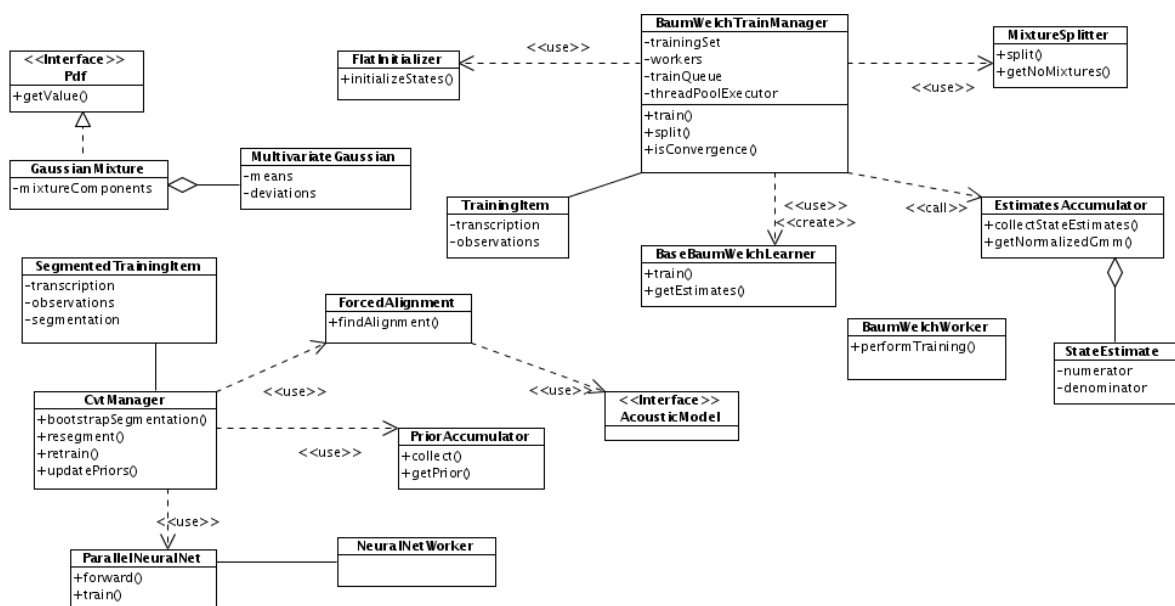 BaumWelchTrainManager
-trainingSet
-workers
-trainQueue
-threadPoolExecutor
+train()
+split()
+isConvergence()
<<use>>
FlatInitializer
+initializeStates()
MixtureSplitter
+split()
+getNoMixtures()
<<use>>
<<Interface>>
Pdf
+getValue()
GaussianMixture
-mixtureComponents
MultivariateGaussian
-means
-deviations
TrainingItem
-transcription
-observations
<<use>>
<<create>>
<<call>>
EstimatesAccumulator
+collectStateEstimates()
+getNormalizedGmm()
BaseBaumWelchLearner
+train()
+getEstimates()
SegmentedTrainingItem
-transcription
-observations
-segmentation
ForcedAlignment
+findAlignment()
BaumWelchWorker
+performTraining()
StateEstimate
-numerator
-denominator
<<use>>
<<use>>
CvtManager
+bootstrapSegmentation()
+resegment()
+retrain()
+updatePriors()
<<Interface>>
AcousticModel
<<use>>
PriorAccumulator
+collect()
+getPrior()
<<use>>
ParallelNeuralNet
+forward()
+train()
NeuralNetWorker